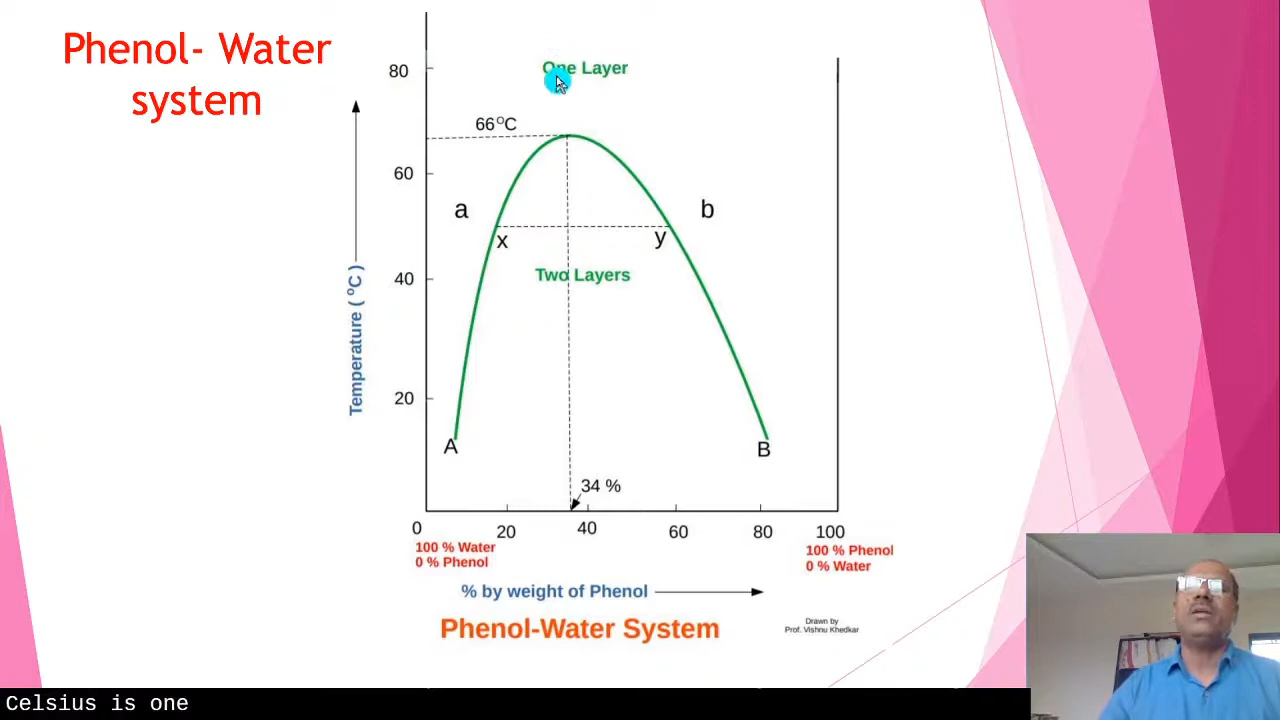 Phenol- Water
system
80
One Layer
66°C
60
a
b
x
y
Two Layers
40
Temperature ( °C )
20
A
B
34 %
0
20
40
60
80
100
100 % Water
0 % Phenol
100 % Phenol
0 % Water
% by weight of Phenol
Phenol-Water System
Drawn by
Prof. Vishnu Khedkar
Celsius is one